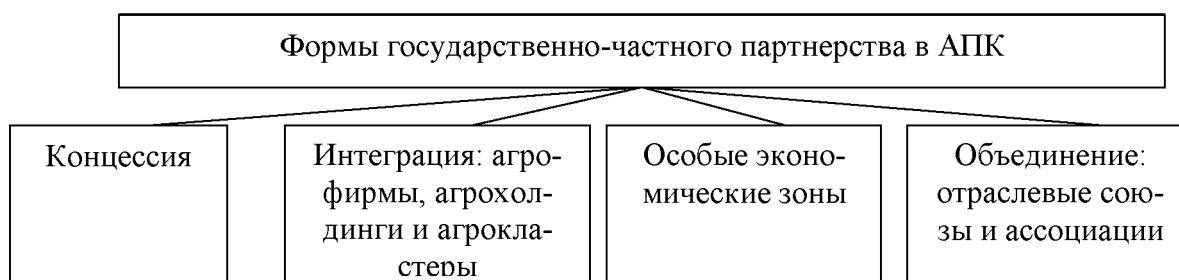 Формы государственно-частного партнерства в АПК
Концессия
Интеграция: агро-
фирмы, агрохол-
динги и агрокла-
стеры
Особые эконо-
мические зоны
Объединение:
отраслевые сою-
зы и ассоциации